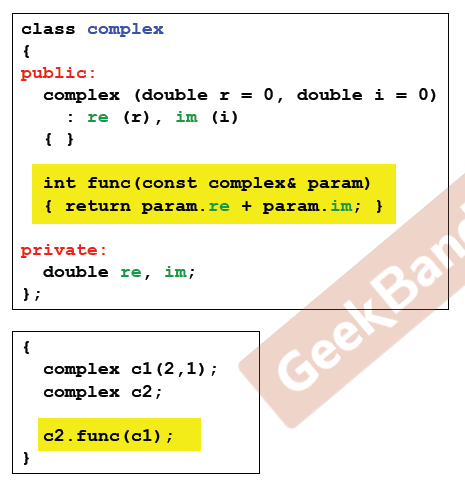 class complex
{
public:
  complex (double r = 0, double i = 0)
    : re (r), im (i)
  { }
  int func(const complex& param)
  { return param.re + param.im; }
private:
  double re, im;
};
{
  complex c1(2,1);
  complex c2;
  c2.func(c1);
}
GeekBand